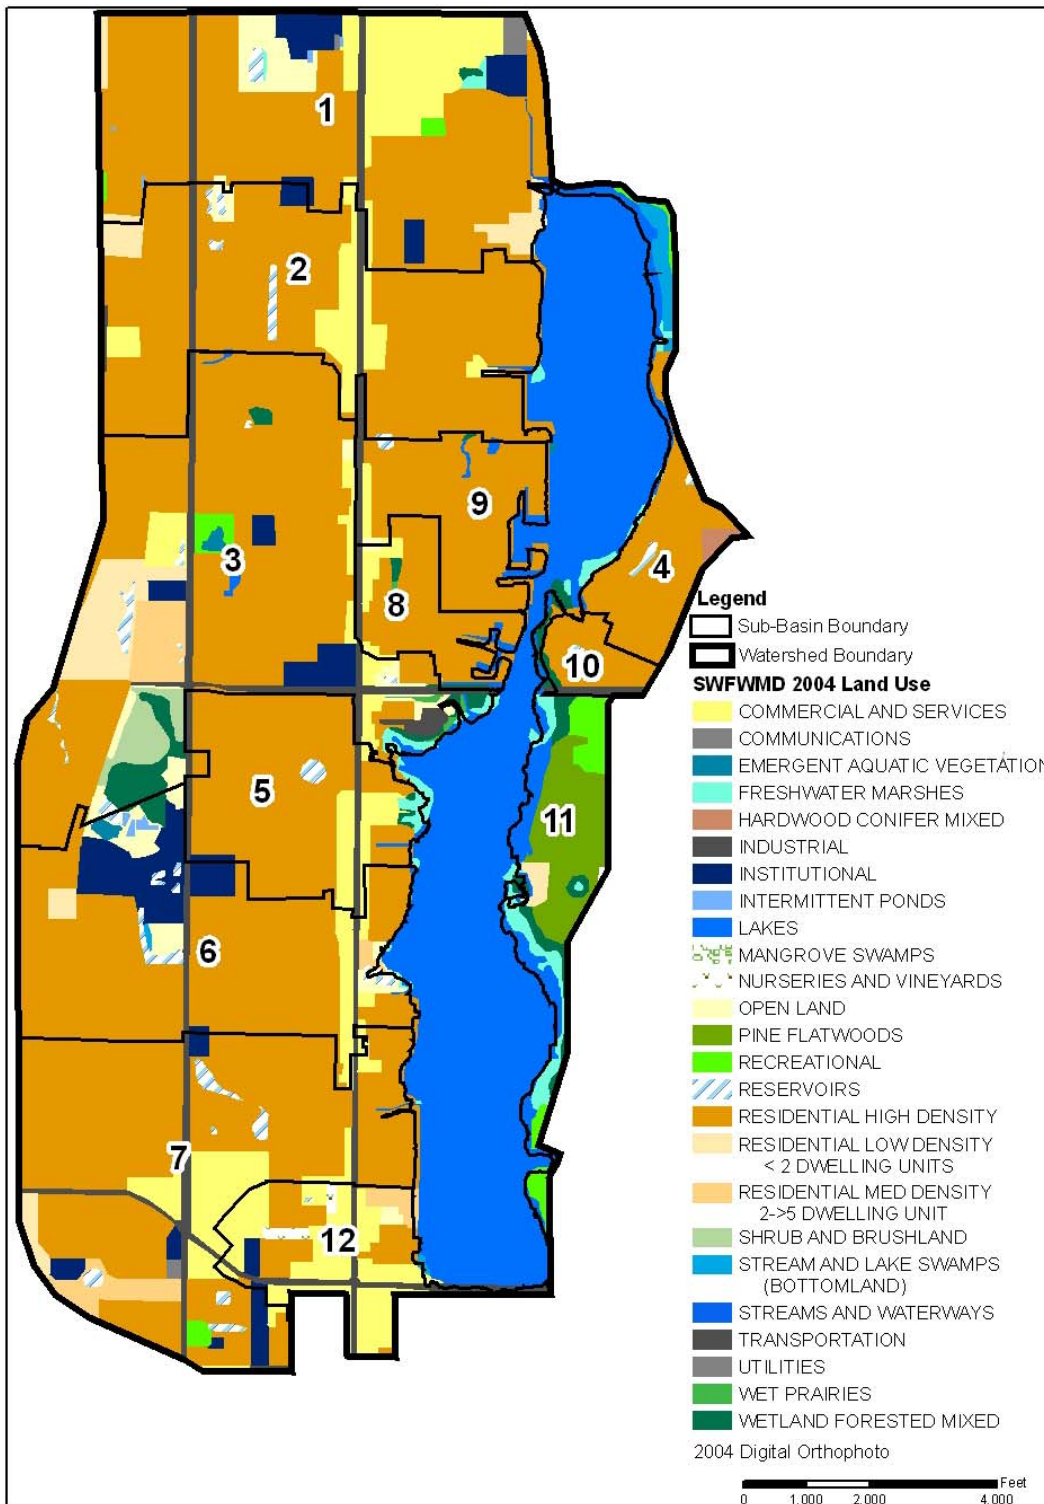 1
2
3
4
5
6
7
8
9
10
11
12
Legend
Sub-Basin Boundary
Watershed Boundary
SWFWMD 2004 Land Use
COMMERCIAL AND SERVICES
COMMUNICATIONS
EMERGENT AQUATIC VEGETATION
FRESHWATER MARSHES
HARDWOOD CONIFER MIXED
INDUSTRIAL
INSTITUTIONAL
INTERMITTENT PONDS
LAKES
MANGROVE SWAMPS
NURSERIES AND VINEYARDS
OPEN LAND
PINE FLATWOODS
RECREATIONAL
RESERVOIRS
RESIDENTIAL HIGH DENSITY
RESIDENTIAL LOW DENSITY
< 2 DWELLING UNITS
RESIDENTIAL MED DENSITY
2->5 DWELLING UNIT
SHRUB AND BRUSHLAND
STREAM AND LAKE SWAMPS
(BOTTOMLAND)
STREAMS AND WATERWAYS
TRANSPORTATION
UTILITIES
WET PRAIRIES
WETLAND FORESTED MIXED
2004 Digital Orthophoto
Feet
0 1,000 2,000 4,000